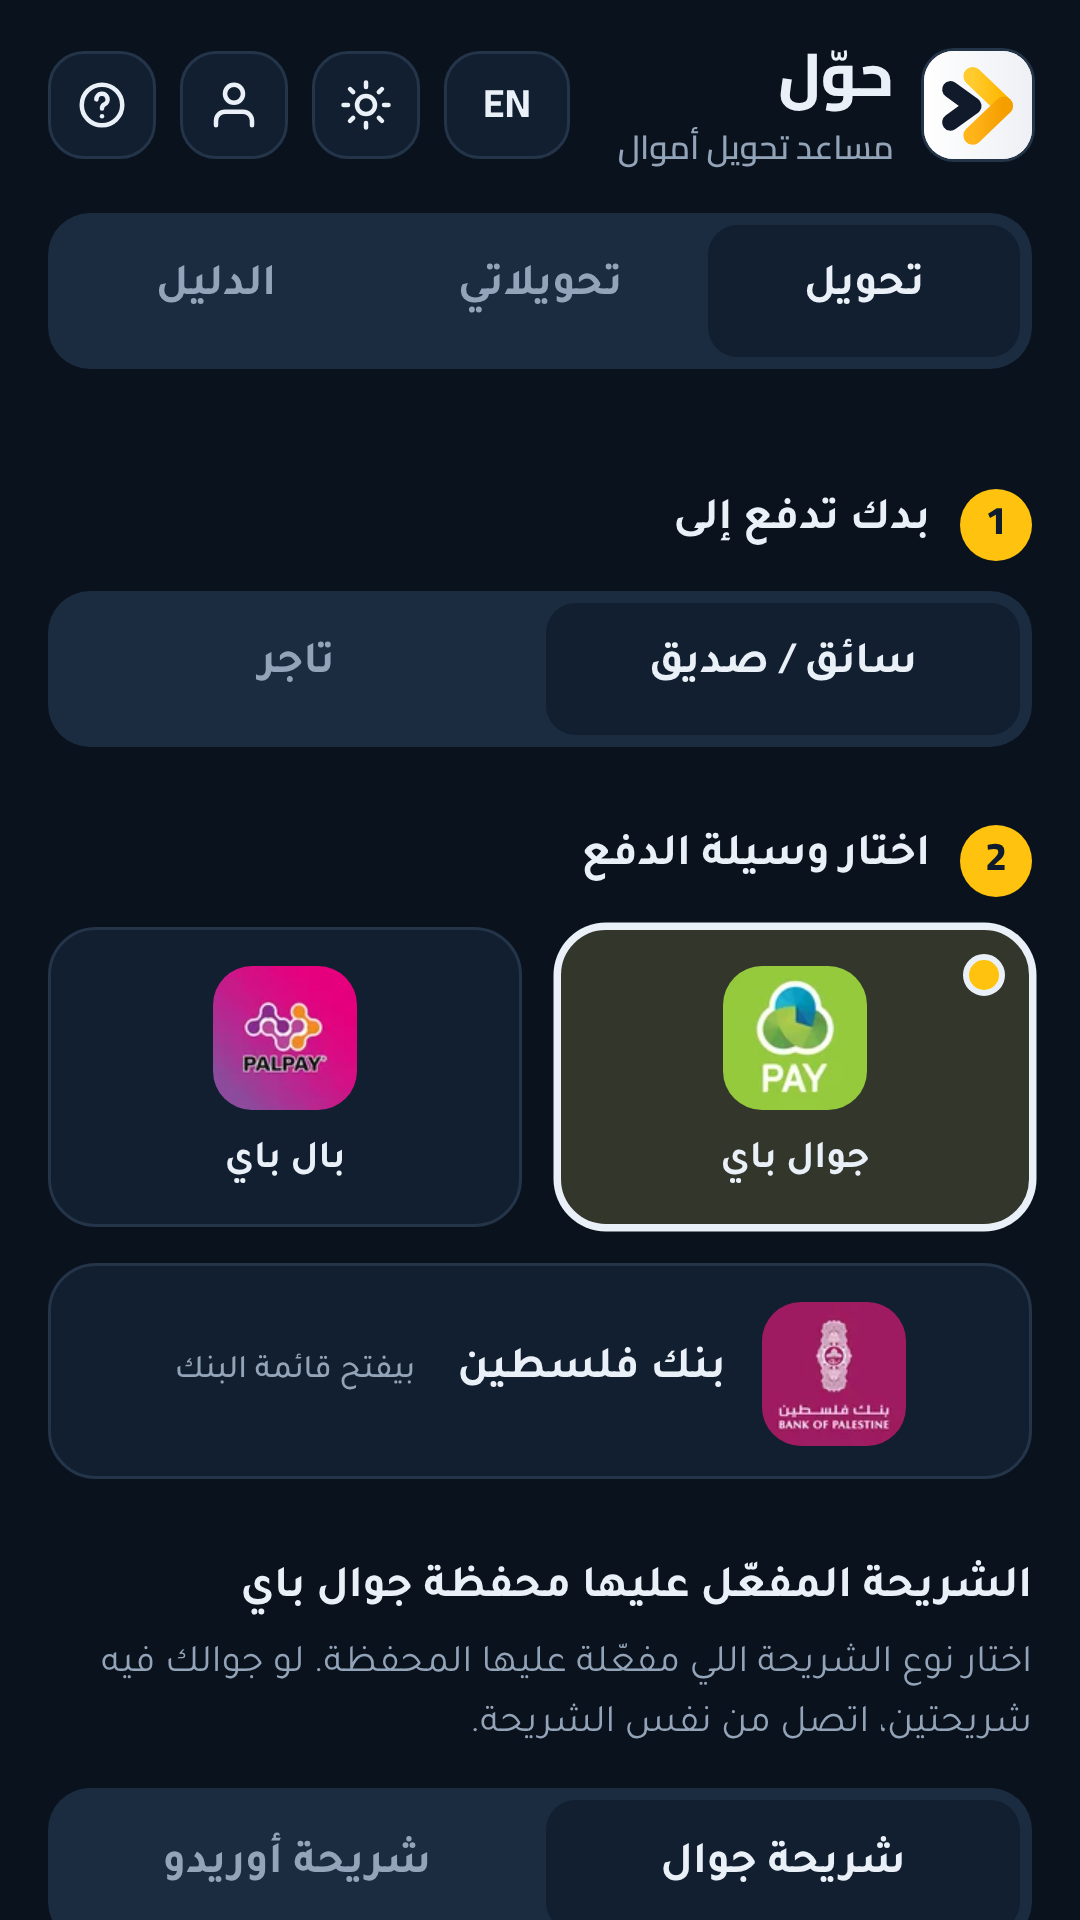 حوّل
مساعد تحويل أموال
EN
تحويل
تحويلاتي
الدليل
1
بدك تدفع إلى
سائق / صديق
تاجر
2
اختار وسيلة الدفع
PAY
جوال باي
PALPAY
بال باي
بنك فلسطين
BANK OF PALESTINE
بنك فلسطين
بيفتح قائمة البنك
الشريحة المفعّل عليها محفظة جوال باي
اختار نوع الشريحة اللي مفعّلة عليها المحفظة. لو جوالك فيه
شريحتين، اتصل من نفس الشريحة.
شريحة جوال
شريحة أوريدو